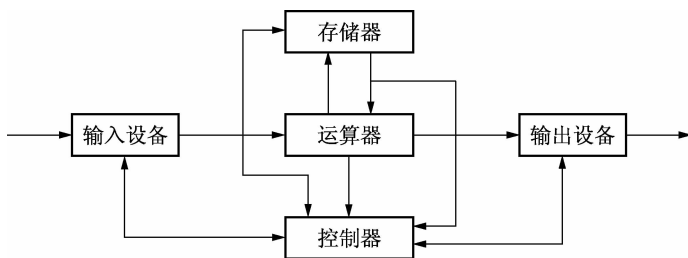 存储器
输入设备
运算器
输出设备
控制器